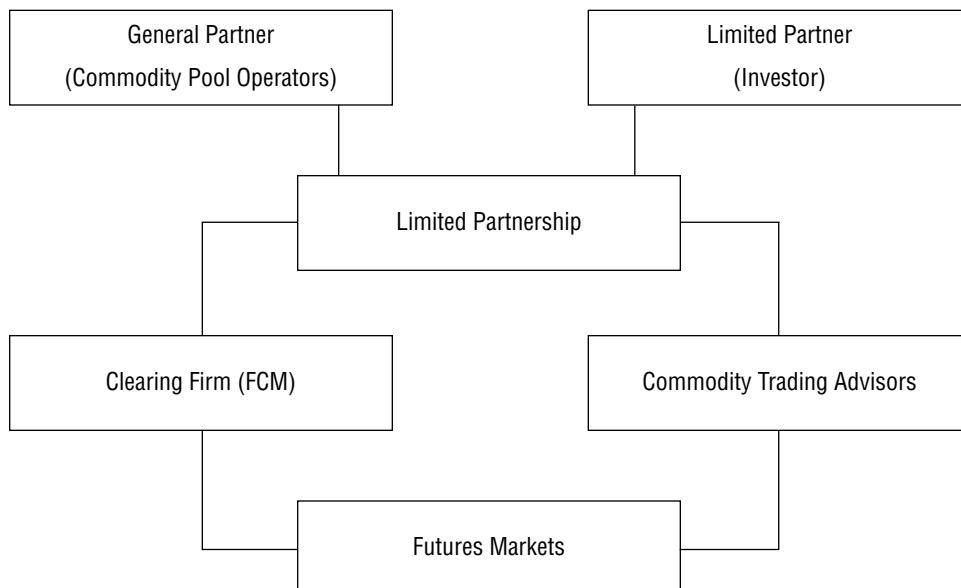 General Partner
(Commodity Pool Operators)
Limited Partner
(Investor)
Limited Partnership
Clearing Firm (FCM)
Commodity Trading Advisors
Futures Markets